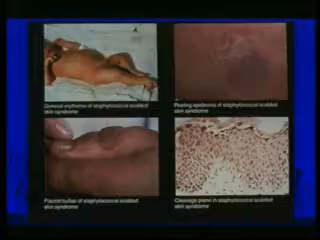 General erythema of staphylococcal scalded
skin syndrome
Peeling epidermis of staphylococcal scalded
skin syndrome
Flaccid bullae of staphylococcal scalded
skin syndrome
Cleavage plane in staphylococcal scalded
skin syndrome